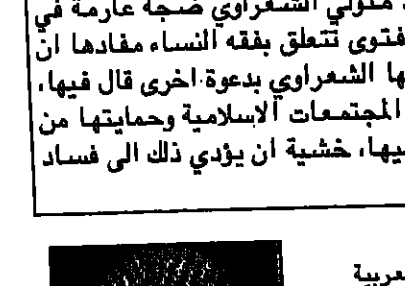 متولي الشعراوي ضجة عارمة في
فتوى تتعلق بفقه النساء مفادها ان
ها الشعراوي بدعوة اخرى قال فيها،
المجتمعات الاسلامية وحمايتها من
يها، خشية ان يؤدي ذلك الى فساد
عربية